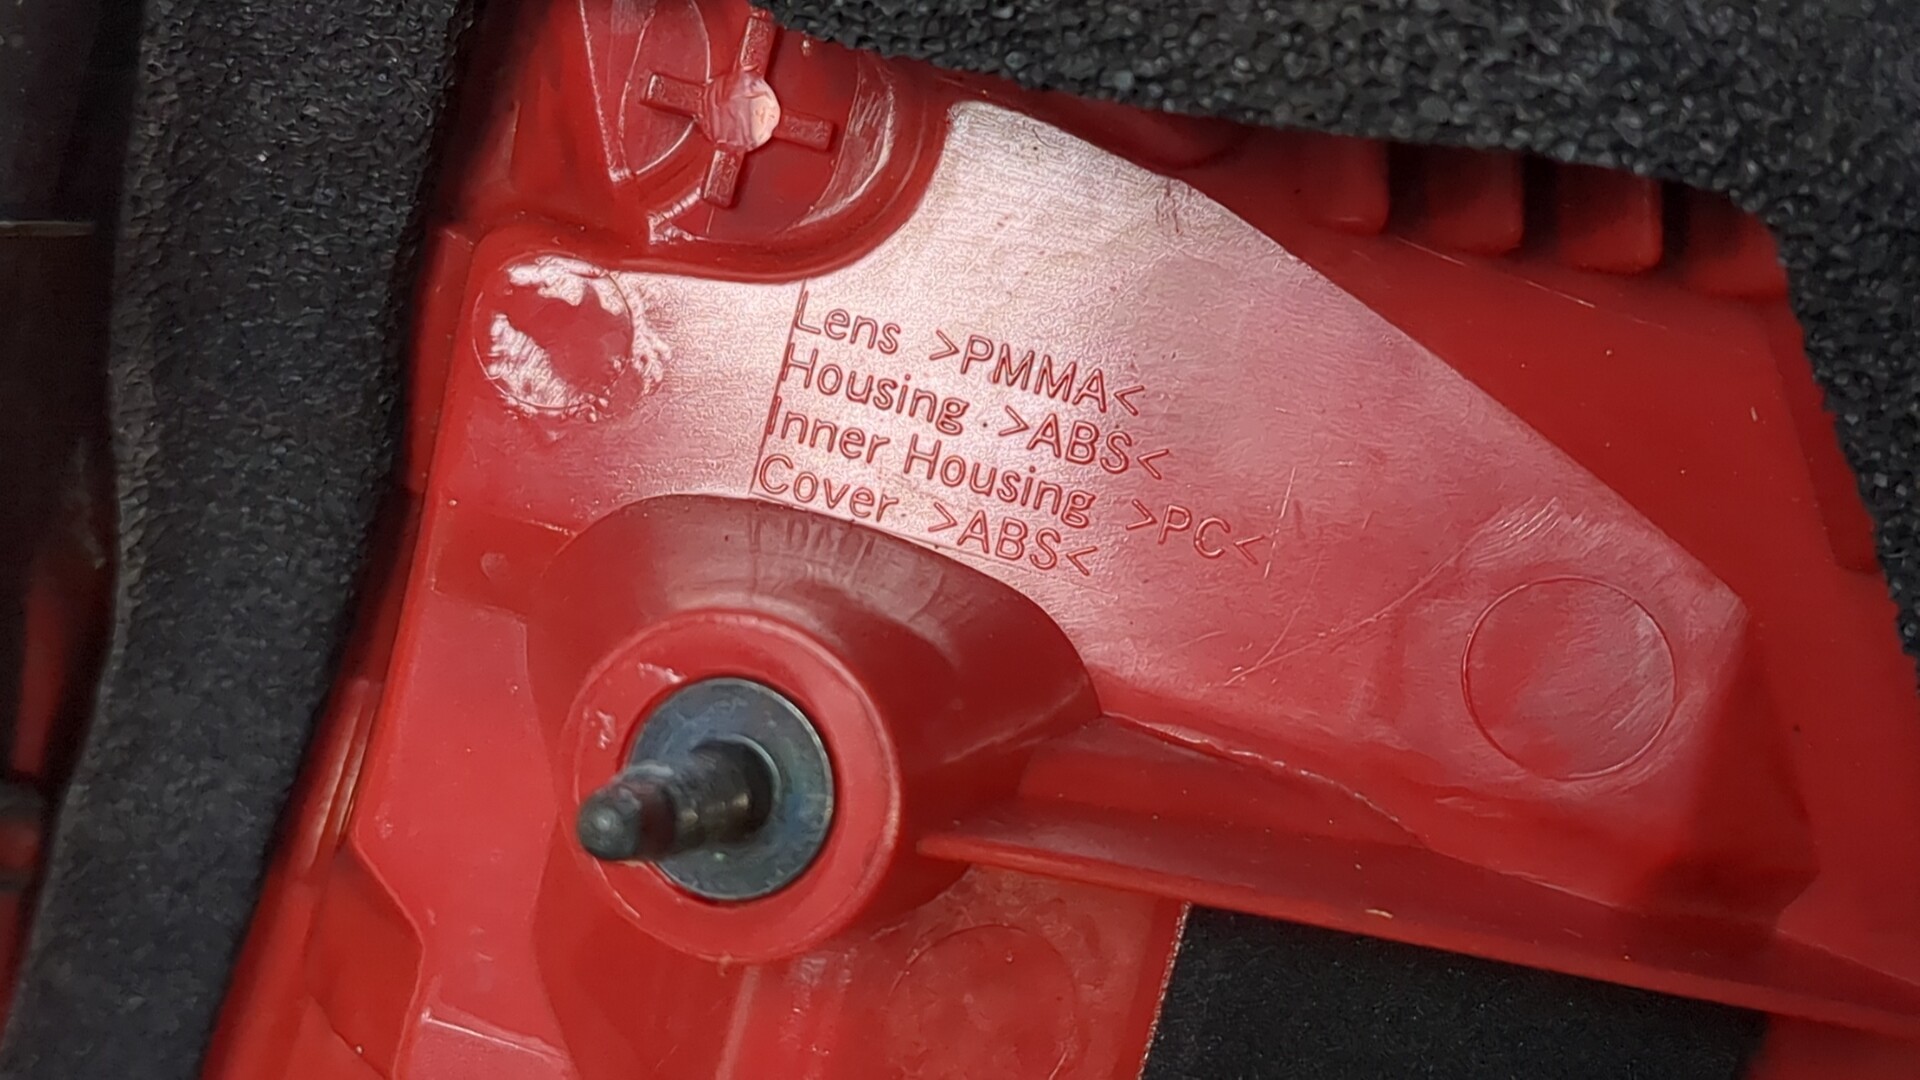 Lens >PMMA<
Housing >ABS<
Inner Housing >PC<
Cover >ABS<